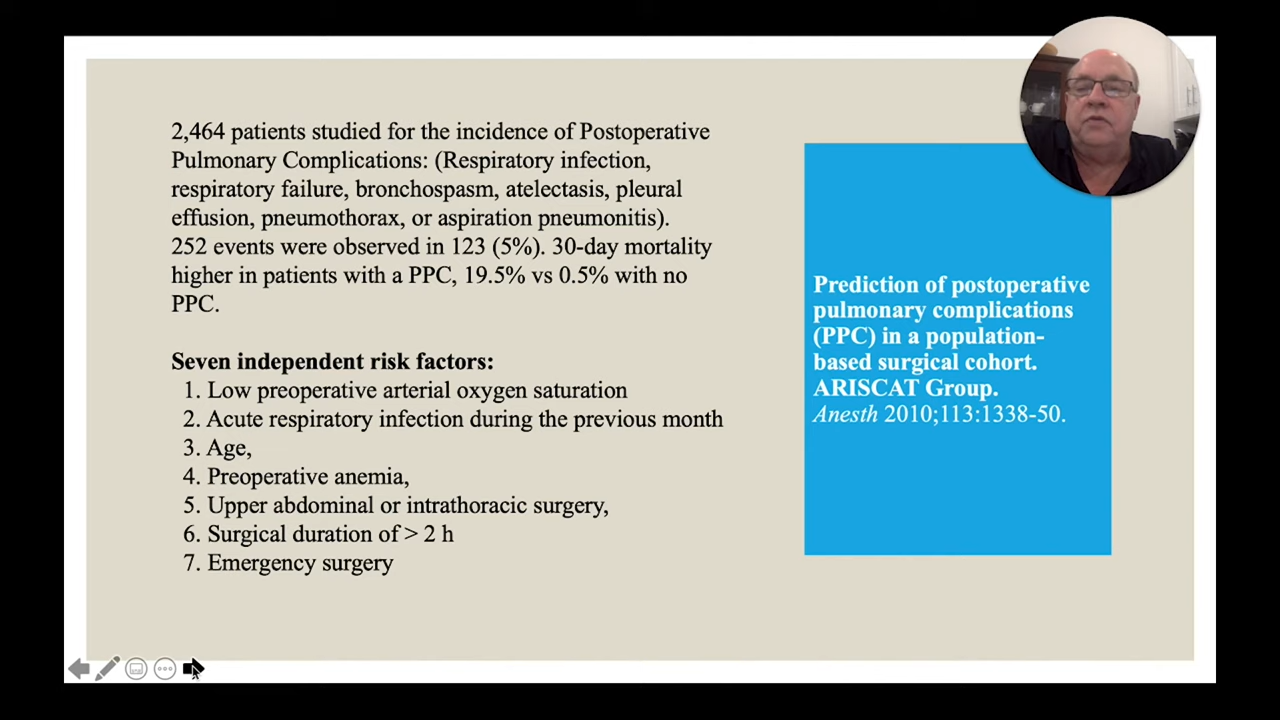 2,464 patients studied for the incidence of Postoperative
Pulmonary Complications: (Respiratory infection,
respiratory failure, bronchospasm, atelectasis, pleural
effusion, pneumothorax, or aspiration pneumonitis).
252 events were observed in 123 (5%). 30-day mortality
higher in patients with a PPC, 19.5% vs 0.5% with no
PPC.
Seven independent risk factors:
1. Low preoperative arterial oxygen saturation
2. Acute respiratory infection during the previous month
3. Age,
4. Preoperative anemia,
5. Upper abdominal or intrathoracic surgery,
6. Surgical duration of > 2 h
7. Emergency surgery
Prediction of postoperative
pulmonary complications
(PPC) in a population-
based surgical cohort.
ARISCAT Group.
Anesth 2010;113:1338-50.